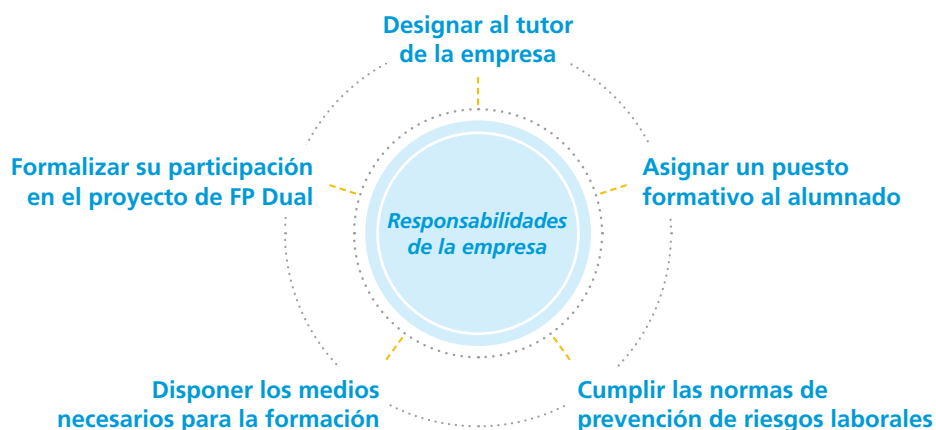 Designar al tutor
de la empresa
Formalizar su participación
en el proyecto de FP Dual
Asignar un puesto
formativo al alumnado
Responsabilidades
de la empresa
Disponer los medios
necesarios para la formación
Cumplir las normas de
prevención de riesgos laborales